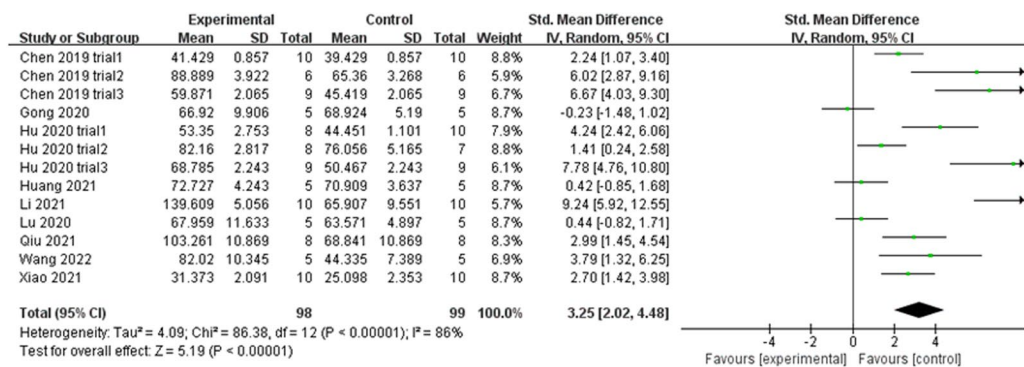 Experimental Control Std. Mean Difference Std. Mean Difference
Study or Subgroup Mean SD Total Mean SD Total Weight IV, Random, 95% CI IV, Random, 95% CI
Chen 2019 trial1 41.429 0.857 10 39.429 0.857 10 8.8% 2.24 [1.07, 3.40]
Chen 2019 trial2 88.889 3.922 6 65.36 3.268 6 5.9% 6.02 [2.87, 9.16]
Chen 2019 trial3 59.871 2.065 9 45.419 2.065 9 6.6% 6.67 [4.03, 9.30]
Gong 2020 66.92 9.906 5 68.924 5.19 5 8.7% -0.23 [-1.48, 1.02]
Hu 2020 trial1 53.35 2.753 8 44.451 1.101 10 7.9% 4.24 [2.42, 6.06]
Hu 2020 trial2 82.16 2.817 8 76.056 5.165 7 8.8% 1.41 [0.24, 2.58]
Hu 2020 trial3 68.785 2.243 9 50.467 2.243 9 6.1% 7.78 [4.76, 10.80]
Huang 2021 72.727 4.243 5 70.909 3.637 5 8.7% 0.42 [-0.85, 1.68]
Li 2021 139.609 5.056 10 65.907 9.551 10 5.7% 9.24 [5.92, 12.55]
Lu 2020 67.959 11.633 5 63.571 4.897 5 8.7% 0.44 [-0.82, 1.71]
Qiu 2021 103.261 10.869 8 68.841 10.869 8 8.3% 2.99 [1.45, 4.54]
Wang 2022 82.02 10.345 5 44.335 7.389 5 6.9% 3.79 [1.32, 6.25]
Xiao 2021 31.373 2.091 10 25.098 2.353 10 8.7% 2.70 [1.42, 3.98]
Total (95% CI) 98 99 100.0% 3.25 [2.02, 4.48]
Heterogeneity: Tau² = 4.09; Chi² = 86.38, df = 12 (P < 0.00001); I² = 86%
Test for overall effect: Z = 5.19 (P < 0.00001)
-4 -2 0 2 4
Favours [experimental] Favours [control]